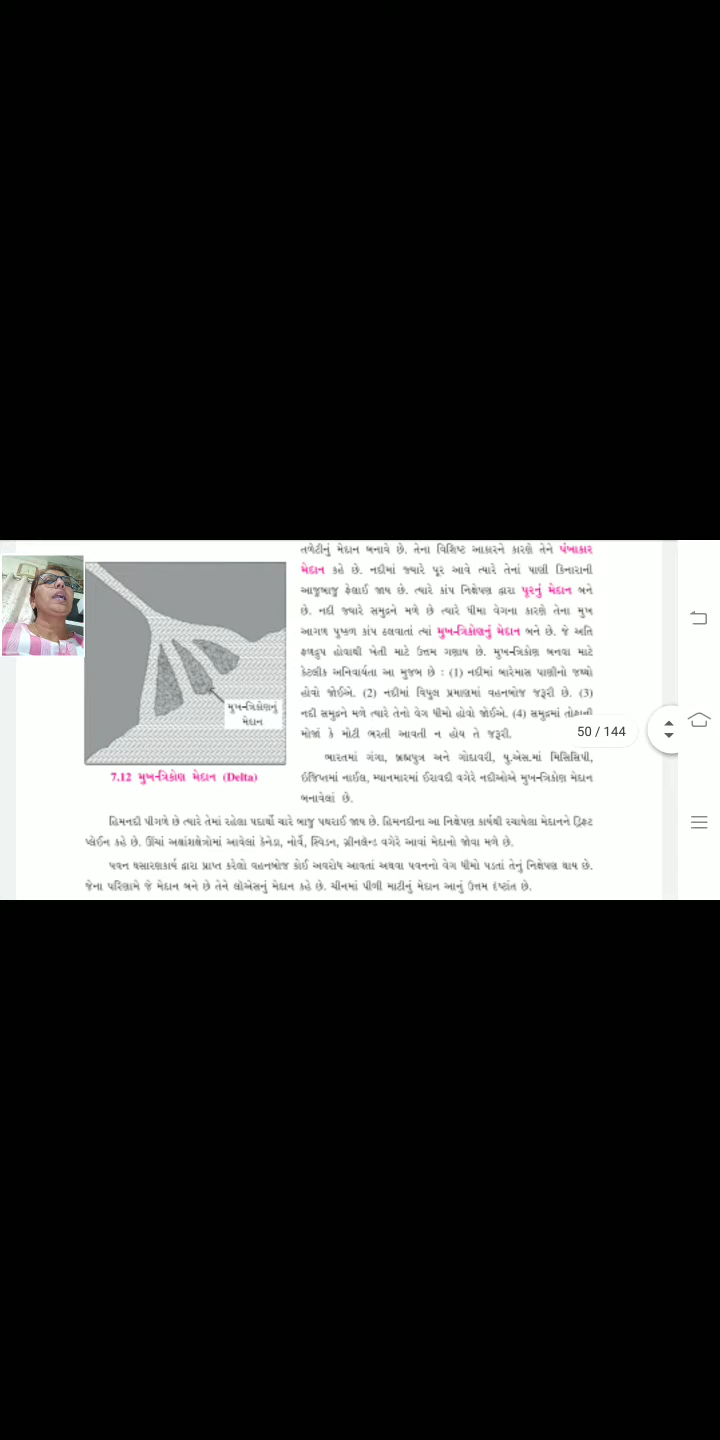 તળેટીનું મેદાન બનાવે છે. તેના વિશિષ્ટ આકારને કારણે તેને પંખાકાર
મેદાન કહે છે. નદીમાં જ્યારે પૂર આવે ત્યારે તેનાં પાણી કિનારાની
આજુબાજુ ફેલાઈ જાય છે. ત્યારે કાંપ નિક્ષેપણ દ્વારા પૂરનું મેદાન બને
છે. નદી જ્યારે સમુદ્રને મળે છે ત્યારે ધીમા વેગના કારણે તેના મુખ
આગળ પુષ્કળ કાંપ ઠલવાતાં ત્યાં મુખ-ત્રિકોણનું મેદાન બને છે. જે અતિ
ફળદ્રુપ હોવાથી ખેતી માટે ઉત્તમ ગણાય છે. મુખ-ત્રિકોણ બનવા માટે
કેટલીક અનિવાર્યતા આ મુજબ છે : (1) નદીમાં બારેમાસ પાણીનો જથ્થો
હોવો જોઈએ. (2) નદીમાં વિપુલ પ્રમાણમાં વહનબોજ જરૂરી છે. (3)
નદી સમુદ્રને મળે ત્યારે તેનો વેગ ધીમો હોવો જોઈએ. (4) સમુદ્રમાં તોફાની
મોજાં કે મોટી ભરતી આવતી ન હોય તે જરૂરી.
મુખ-ત્રિકોણનું
મેદાન
50 / 144
7.12 મુખ-ત્રિકોણ મેદાન (Delta)
ભારતમાં ગંગા, બ્રહ્મપુત્ર અને ગોદાવરી, યુ.એસ.માં મિસિસિપી,
ઈજિપ્તમાં નાઈલ, મ્યાનમારમાં ઈરાવદી વગેરે નદીઓએ મુખ-ત્રિકોણ મેદાન
બનાવેલાં છે.
હિમનદી પીગળે છે ત્યારે તેમાં રહેલા પદાર્થો ચારે બાજુ પથરાઈ જાય છે. હિમનદીના આ નિક્ષેપણ કાર્યથી રચાયેલા મેદાનને ડ્રિફ્ટ
પ્લેઈન કહે છે. ઊંચાં અક્ષાંશક્ષેત્રોમાં આવેલાં કેનેડા, નોર્વે, સ્વિડન, ગ્રીનલેન્ડ વગેરે આવાં મેદાનો જોવા મળે છે.
પવન ઘસારણકાર્ય દ્વારા પ્રાપ્ત કરેલો વહનબોજ કોઈ અવરોધ આવતાં અથવા પવનનો વેગ ધીમો પડતાં તેનું નિક્ષેપણ થાય છે.
જેના પરિણામે જે મેદાન બને છે તેને લૉએસનું મેદાન કહે છે. ચીનમાં પીળી માટીનું મેદાન આનું ઉત્તમ દૃષ્ટાંત છે.